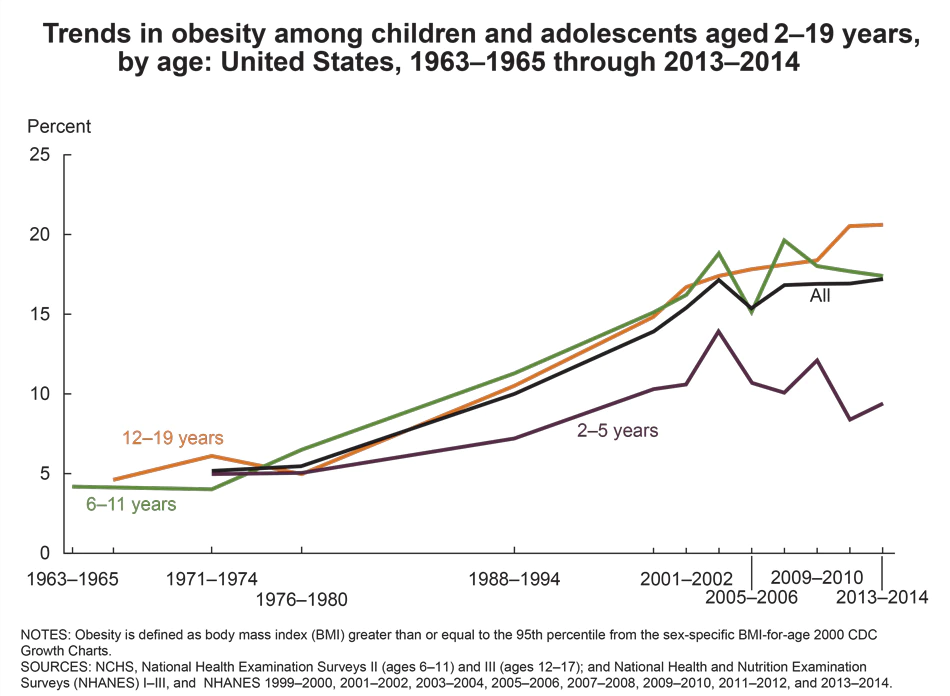 Trends in obesity among children and adolescents aged 2–19 years,
by age: United States, 1963–1965 through 2013–2014
Percent
25
20
15
10
5
0
All
12–19 years
2–5 years
6–11 years
1963–1965
1971–1974
1976–1980
1988–1994
2001–2002
2005–2006
2009–2010
2013–2014
NOTES: Obesity is defined as body mass index (BMI) greater than or equal to the 95th percentile from the sex-specific BMI-for-age 2000 CDC
Growth Charts.
SOURCES: NCHS, National Health Examination Surveys II (ages 6–11) and III (ages 12–17); and National Health and Nutrition Examination
Surveys (NHANES) I–III, and NHANES 1999–2000, 2001–2002, 2003–2004, 2005–2006, 2007–2008, 2009–2010, 2011–2012, and 2013–2014.